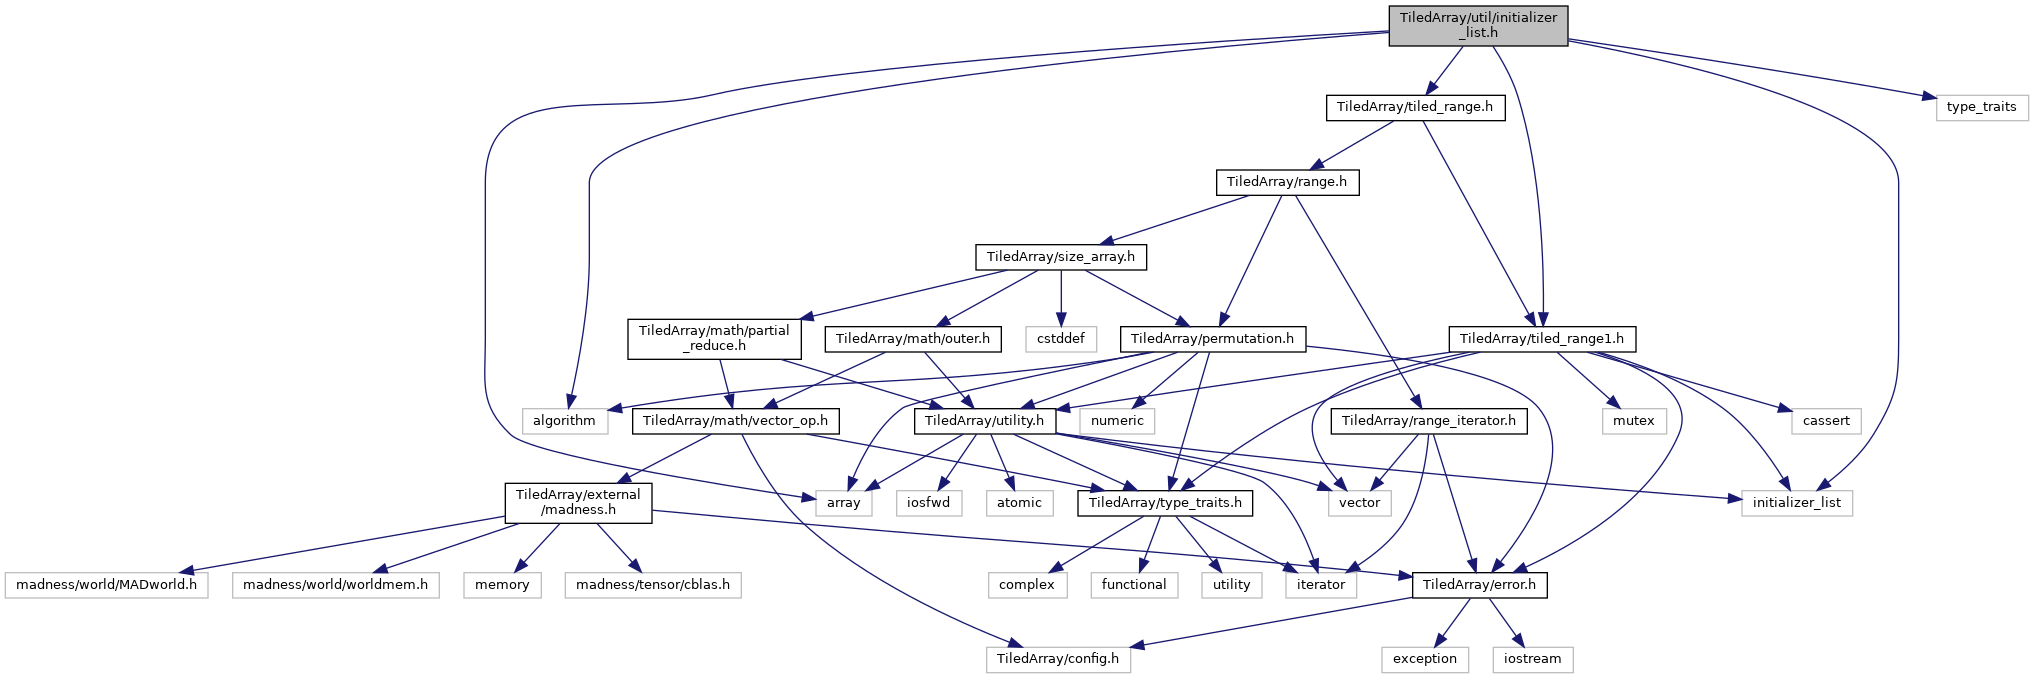 TiledArray/util/initializer
_list.h
TiledArray/tiled_range.h
type_traits
TiledArray/range.h
TiledArray/size_array.h
TiledArray/math/partial
_reduce.h
TiledArray/math/outer.h
cstddef
TiledArray/permutation.h
TiledArray/tiled_range1.h
algorithm
TiledArray/math/vector_op.h
TiledArray/utility.h
numeric
TiledArray/range_iterator.h
mutex
cassert
TiledArray/external
/madness.h
array
iosfwd
atomic
TiledArray/type_traits.h
vector
initializer_list
madness/world/MADworld.h
madness/world/worldmem.h
memory
madness/tensor/cblas.h
complex
functional
utility
iterator
TiledArray/error.h
TiledArray/config.h
exception
iostream